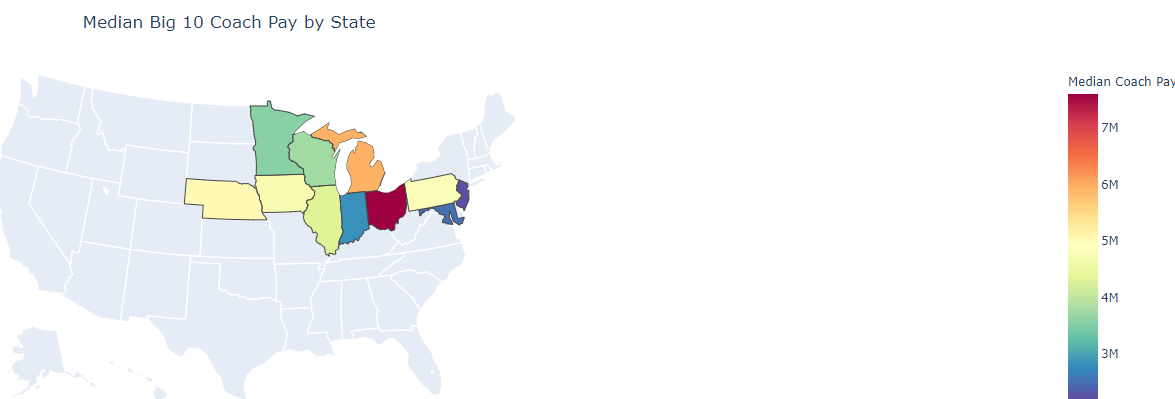 Median Big 10 Coach Pay by State
Median Coach Pay
7M
6M
5M
4M
3M